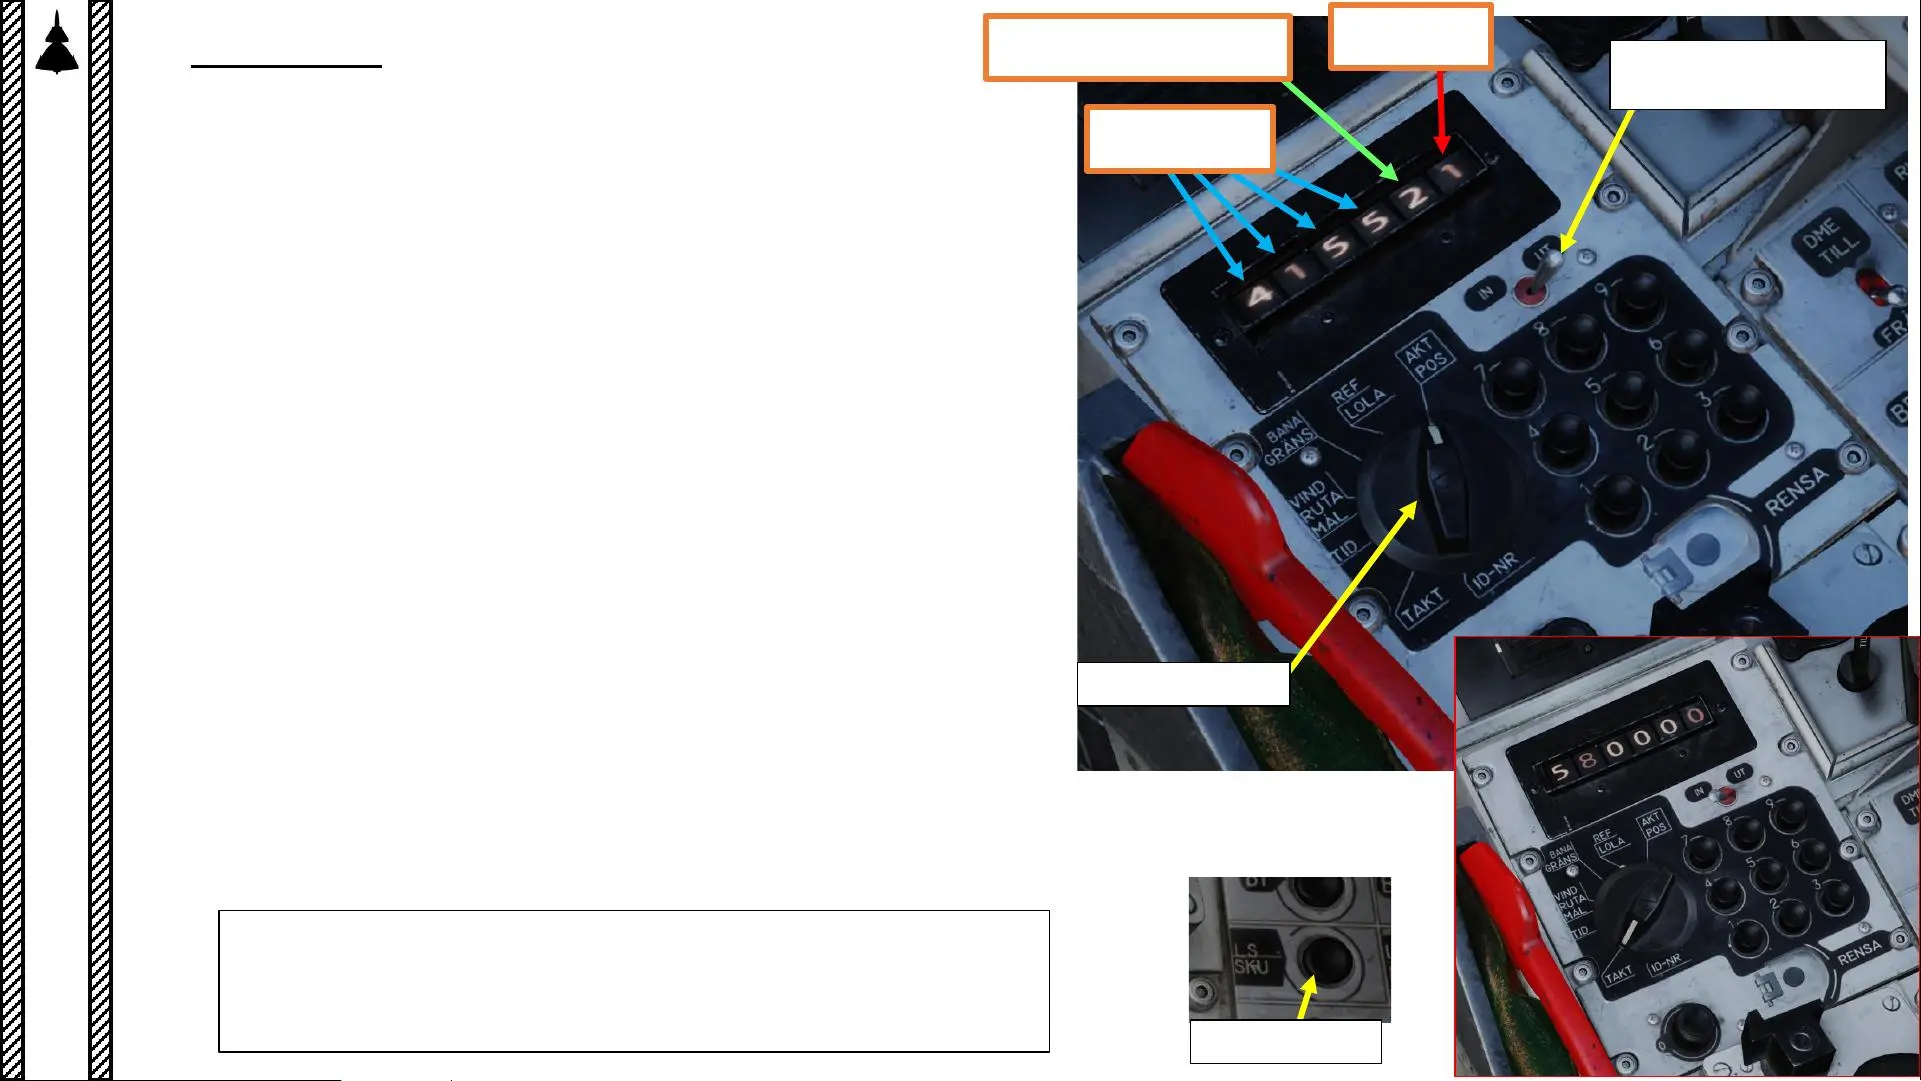 4 1 5 5 2 1
UT
IN
DME
TILL
AKT
POS
REF
LOLA
BANA
GRÄNS
VIND
RUTA
MÅL
TID
TAKT
ID-NR
9
8
6
7
5
3
4
2
1
RENSA
5 8 0 0 0 0
UT
IN
AKT
POS
REF
LOLA
BANA
GRÄNS
VIND
RUTA
MÅL
TID
TAKT
ID-NR
9
8
6
7
5
3
4
2
1
RENSA
LS
SKU